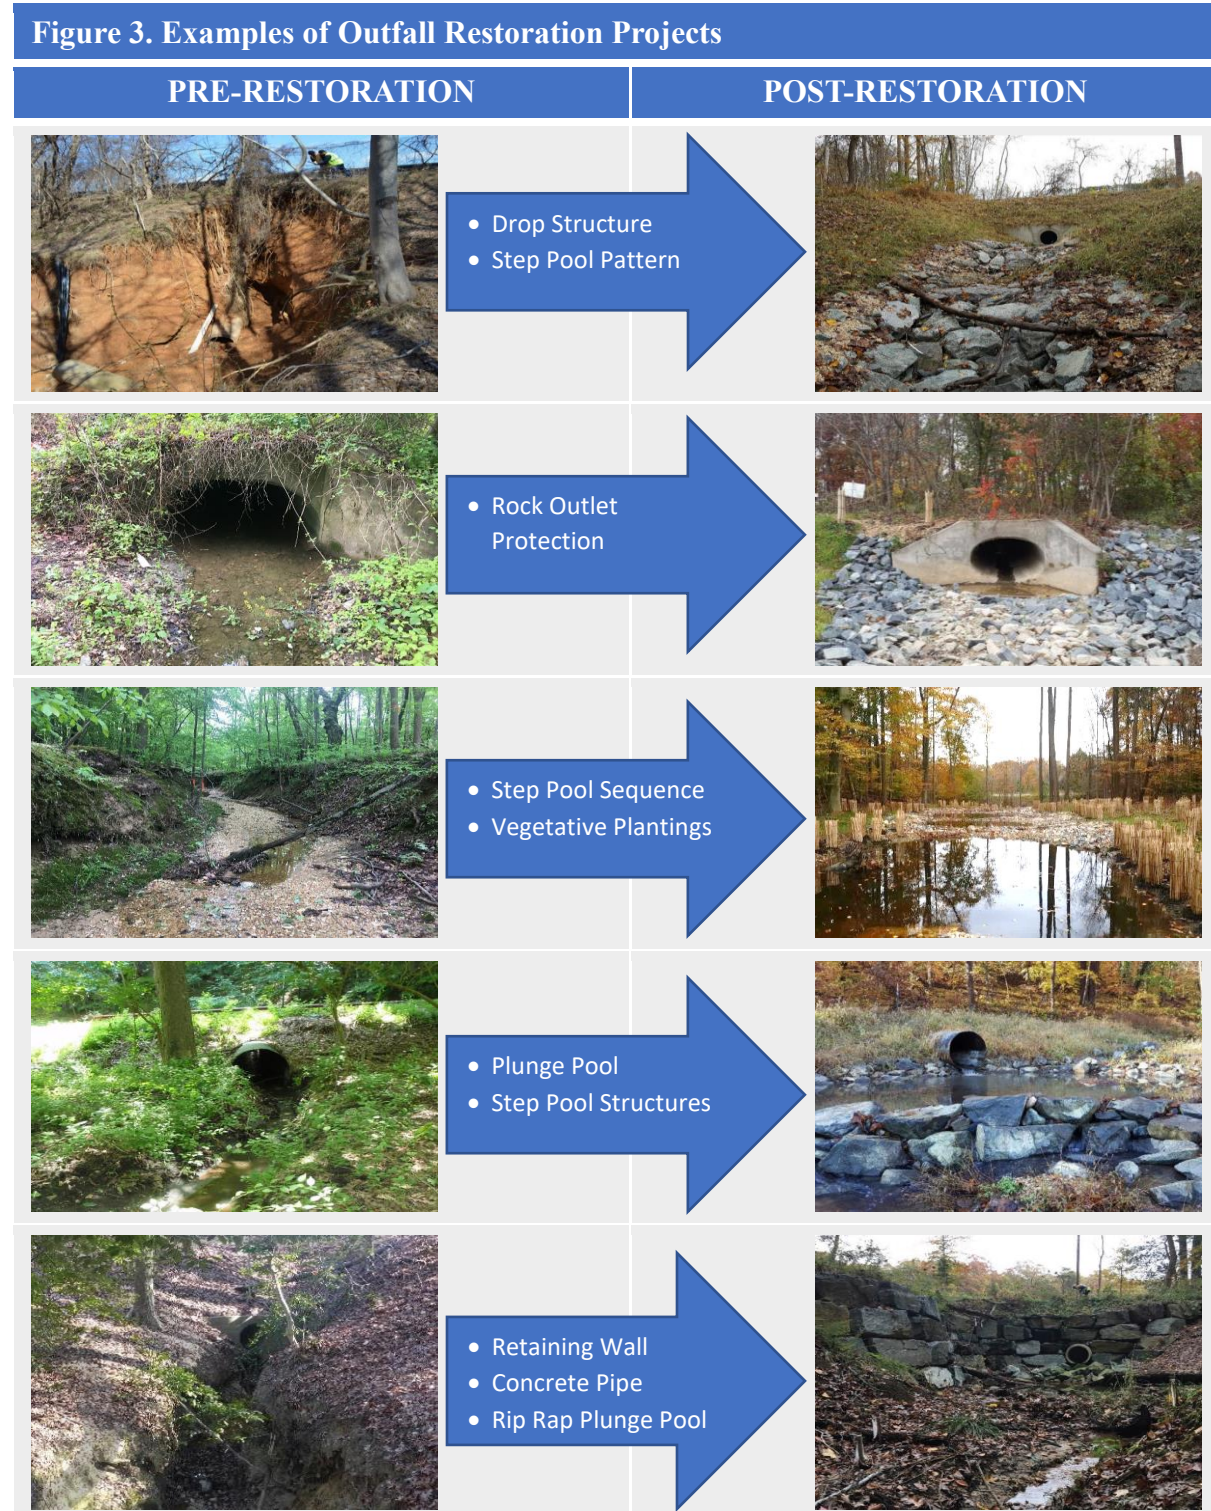 Figure 3. Examples of Outfall Restoration Projects
PRE-RESTORATION
POST-RESTORATION
• Drop Structure
• Step Pool Pattern
• Rock Outlet
Protection
• Step Pool Sequence
• Vegetative Plantings
• Plunge Pool
• Step Pool Structures
• Retaining Wall
• Concrete Pipe
• Rip Rap Plunge Pool